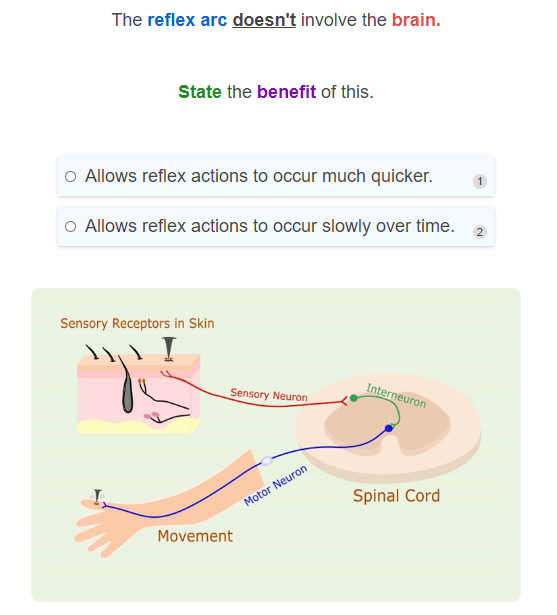 The reflex arc doesn't involve the brain.
State the benefit of this.
Allows reflex actions to occur much quicker.
1
Allows reflex actions to occur slowly over time.
2
Sensory Receptors in Skin
Sensory Neuron
Interneuron
Motor Neuron
Spinal Cord
Movement